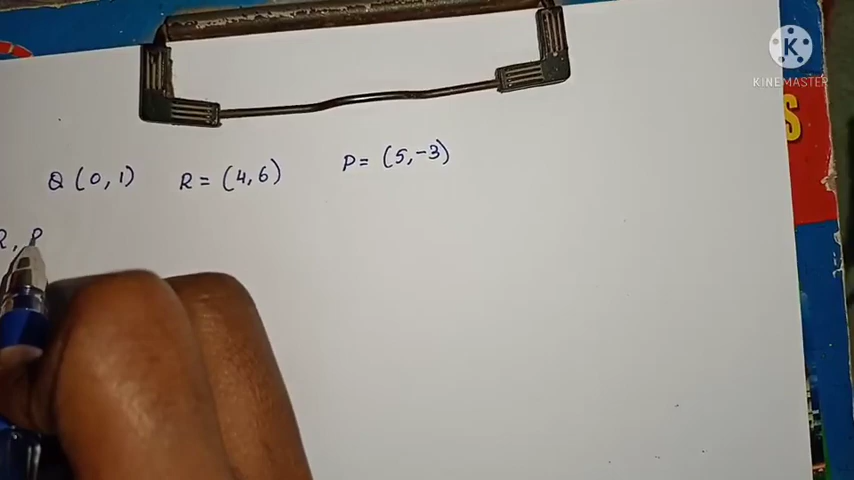 K
KINEMASTER
Q (0, 1) R = (4, 6) P = (5, -3)
R, P
S